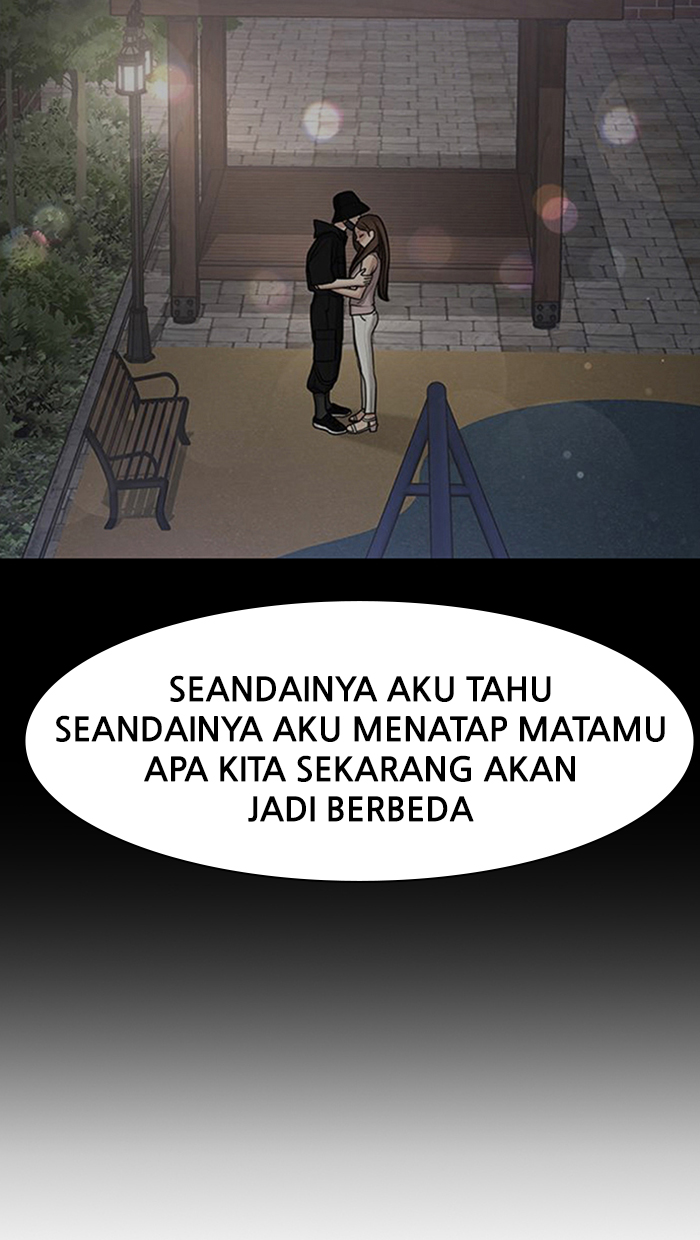 SEANDAINYA AKU TAHU
SEANDAINYA AKU MENATAP MATAMU
APA KITA SEKARANG AKAN
JADI BERBEDA